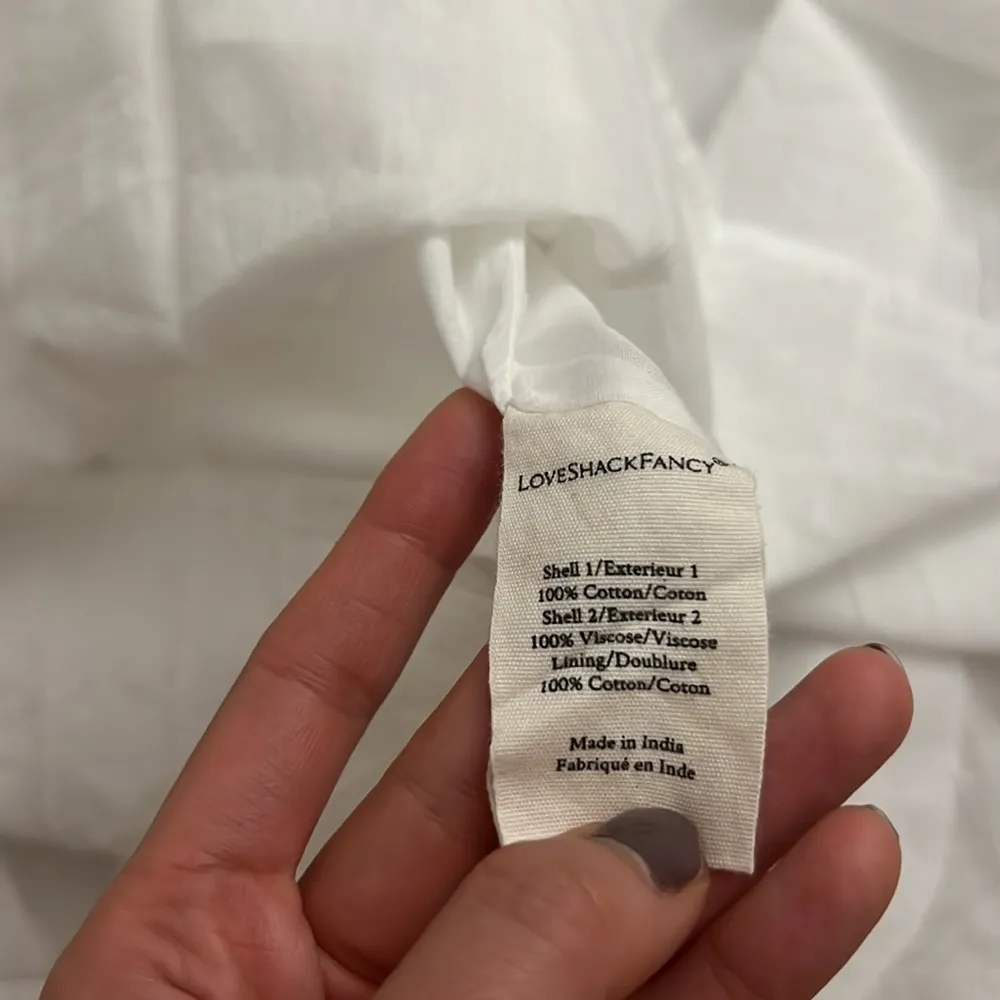 LOVESHACKFANCY®
Shell 1/Exterieur 1
100% Cotton/Coton
Shell 2/Exterieur 2
100% Viscose/Viscose
Lining/Doublure
100% Cotton/Coton
Made in India
Fabriqué en Inde